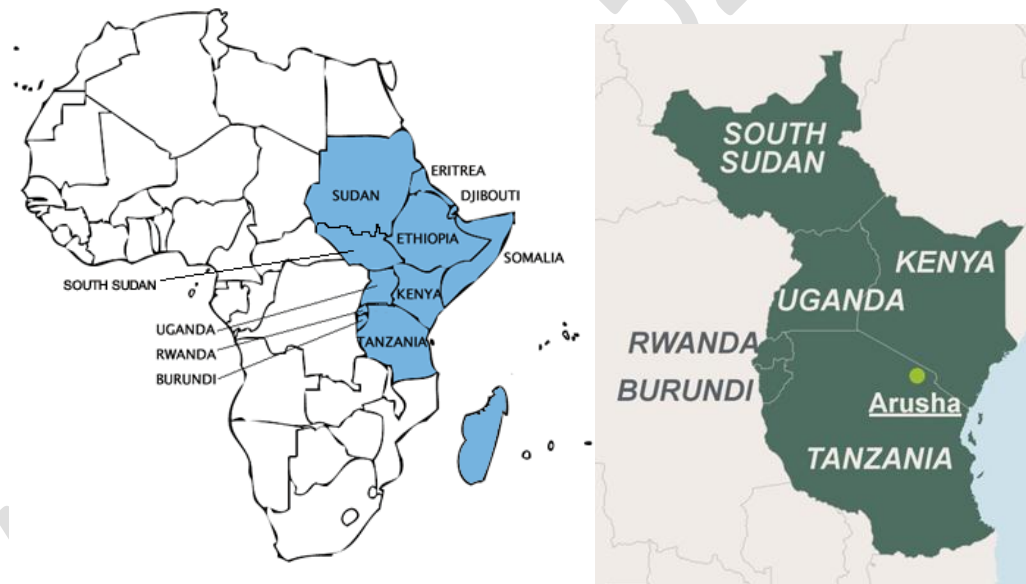 ERITREA
SUDAN
DJIBOUTI
ETHIOPIA
SOMALIA
SOUTH SUDAN
KENYA
UGANDA
TANZANIA
RWANDA
BURUNDI
SOUTH
SUDAN
KENYA
UGANDA
RWANDA
BURUNDI
Arusha
TANZANIA